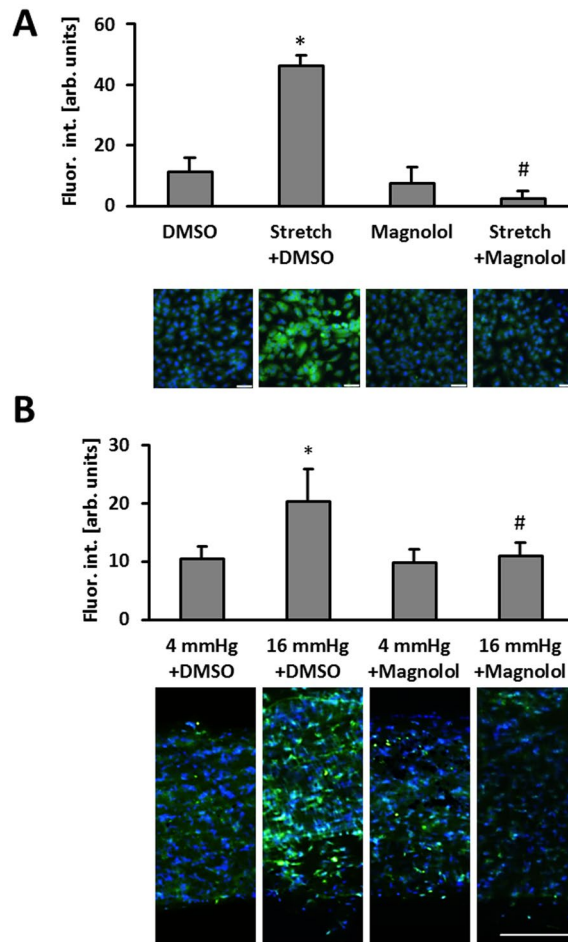 A
Fluor. int. [arb. units]
60
40
20
0
*
#
DMSO
Stretch
+DMSO
Magnolol
Stretch
+Magnolol
B
Fluor. int. [arb. units]
30
20
10
0
*
#
4 mmHg
+DMSO
16 mmHg
+DMSO
4 mmHg
+Magnolol
16 mmHg
+Magnolol